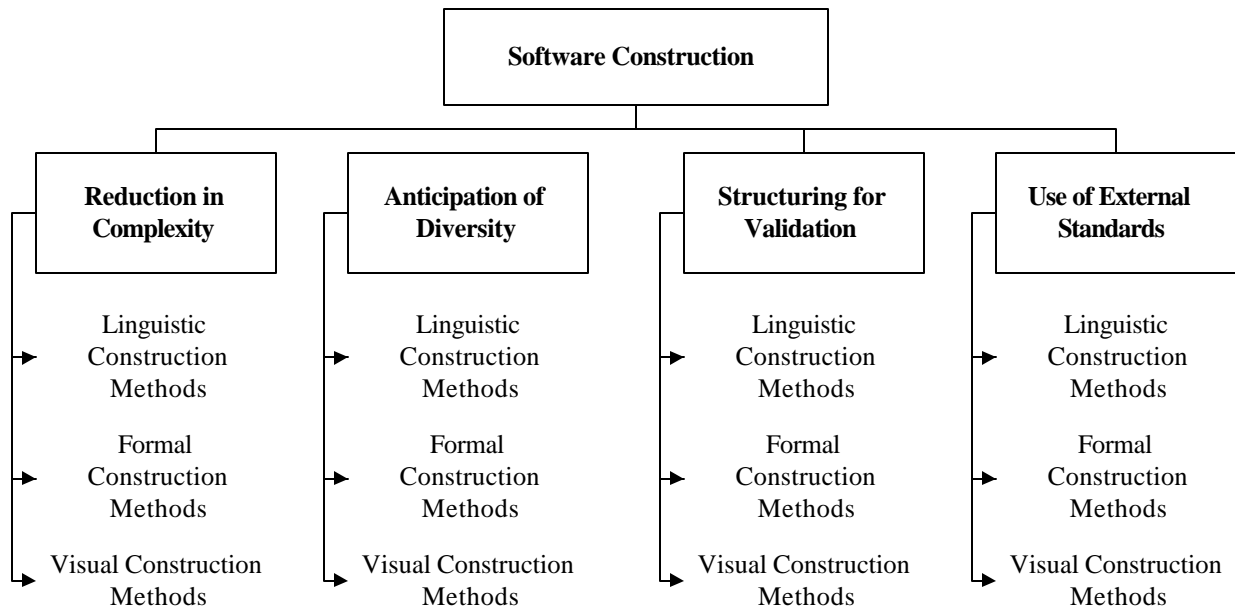 Software Construction
Reduction in
Complexity
Linguistic
Construction
Methods
Formal
Construction
Methods
Visual Construction
Methods
Anticipation of
Diversity
Linguistic
Construction
Methods
Formal
Construction
Methods
Visual Construction
Methods
Structuring for
Validation
Linguistic
Construction
Methods
Formal
Construction
Methods
Visual Construction
Methods
Use of External
Standards
Linguistic
Construction
Methods
Formal
Construction
Methods
Visual Construction
Methods